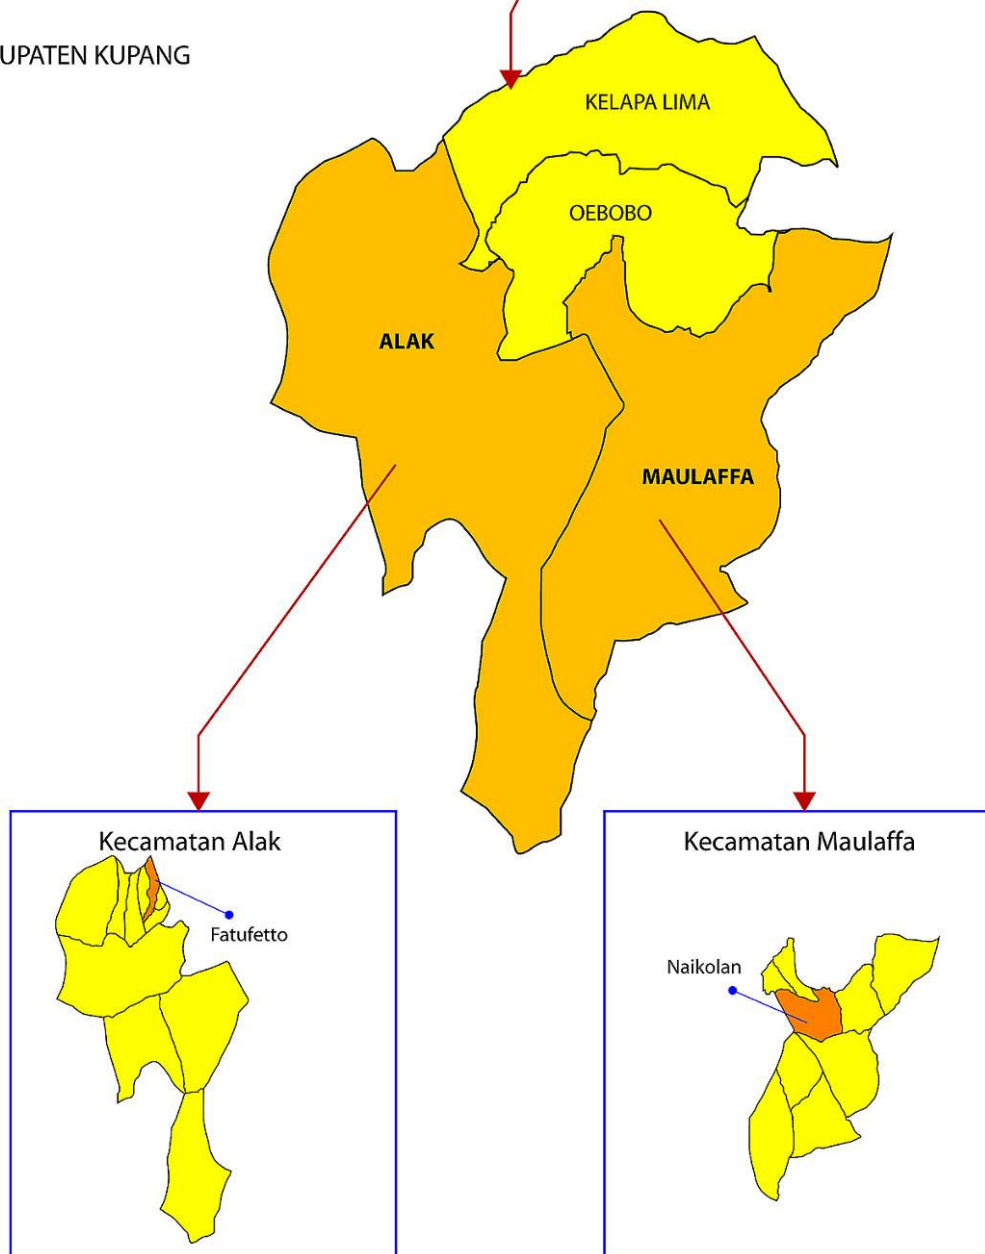 UPATEN KUPANG
KELAPA LIMA
OEBOBO
ALAK
MAULAFFA
Kecamatan Alak
Fatufetto
Kecamatan Maulaffa
Naikolan